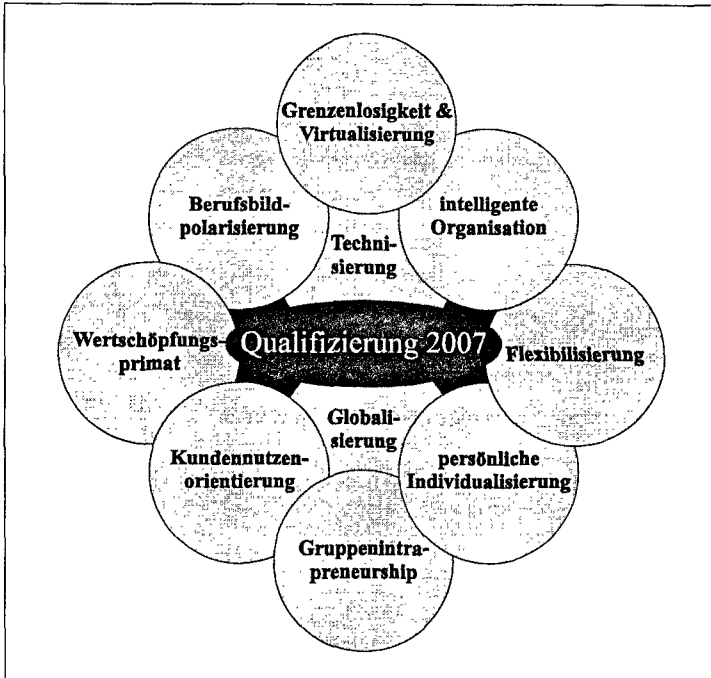 Grenzenlosigkeit &
Virtualisierung
Berufsbild-
polarisierung
intelligente
Organisation
Techni-
sierung
Wertschöpfungs-
primat
Qualifizierung 2007
Flexibilisierung
Globali-
sierung
Kundennutzen-
orientierung
persönliche
Individualisierung
Gruppenintra-
preneurship